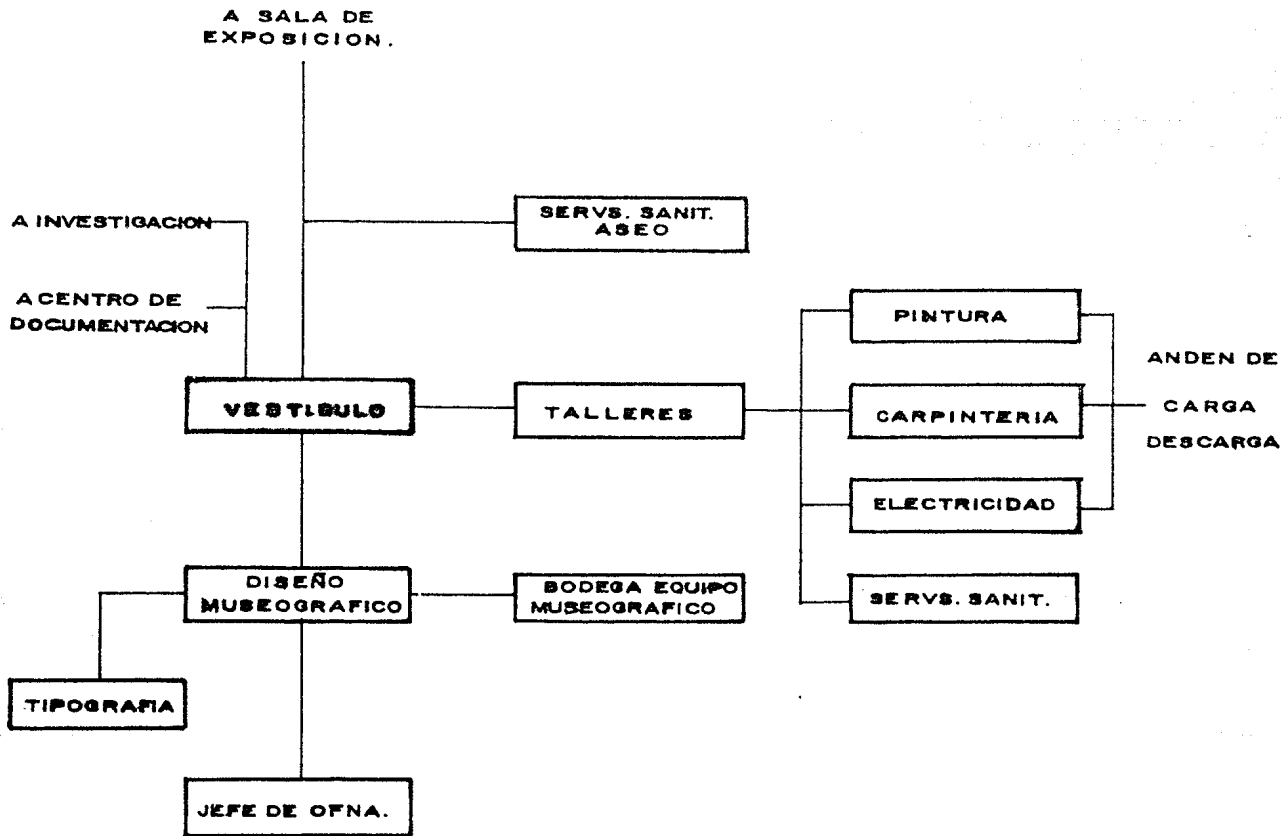 A SALA DE
EXPOSICION.
A INVESTIGACION
SERVS. SANIT.
ASEO
A CENTRO DE
DOCUMENTACION
PINTURA
ANDEN DE
VESTIBULO
TALLERES
CARPINTERIA
CARGA
DESCARGA
ELECTRICIDAD
DISEÑO
MUSEOGRAFICO
BODEGA EQUIPO
MUSEOGRAFICO
SERVS. SANIT.
TIPOGRAFIA
JEFE DE OFNA.